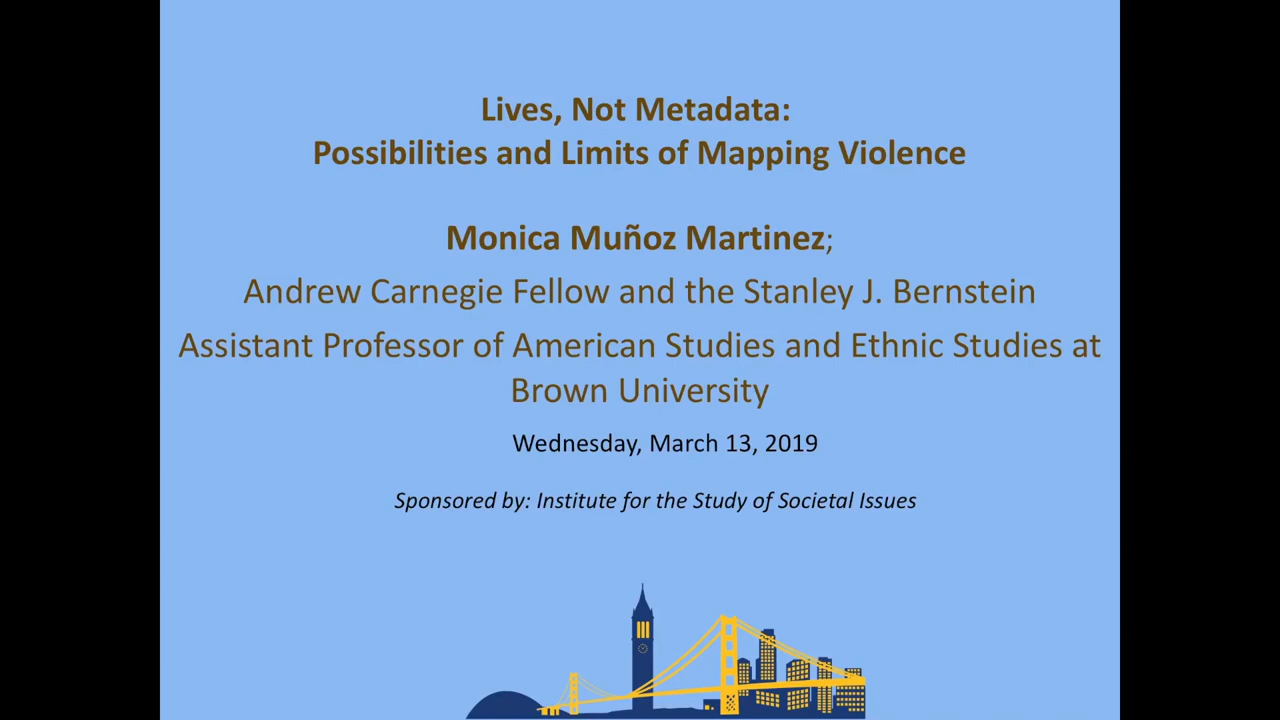 Lives, Not Metadata:
Possibilities and Limits of Mapping Violence
Monica Muñoz Martinez;
Andrew Carnegie Fellow and the Stanley J. Bernstein
Assistant Professor of American Studies and Ethnic Studies at
Brown University
Wednesday, March 13, 2019
Sponsored by: Institute for the Study of Societal Issues